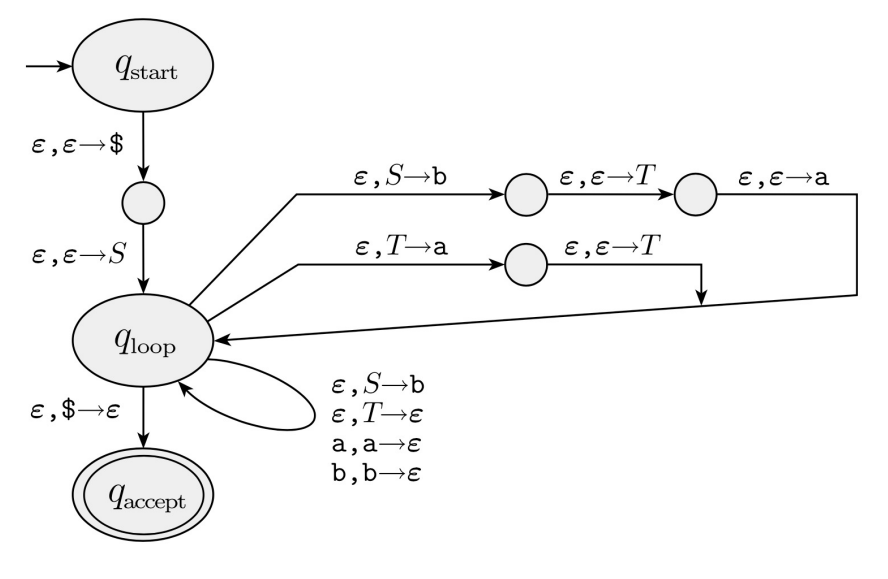 q_start
ε,ε→$
ε,S→b
ε,ε→T
ε,ε→a
ε,ε→S
ε,T→a
ε,ε→T
q_loop
ε,S→b
ε,$→ε
ε,T→ε
a,a→ε
b,b→ε
q_accept